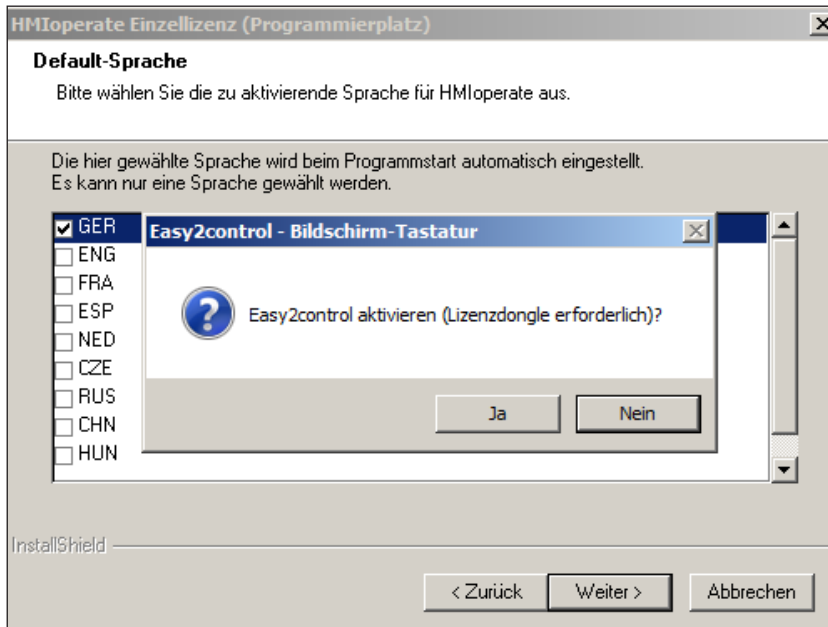 HMIoperate Einzellizenz (Programmierplatz)
Default-Sprache
Bitte wählen Sie die zu aktivierende Sprache für HMIoperate aus.
Die hier gewählte Sprache wird beim Programmstart automatisch eingestellt.
Es kann nur eine Sprache gewählt werden.
GER
ENG
FRA
ESP
NED
CZE
RUS
CHN
HUN
Easy2control - Bildschirm-Tastatur
Easy2control aktivieren (Lizenzdongle erforderlich)?
Ja Nein
InstallShield
< Zurück Weiter > Abbrechen